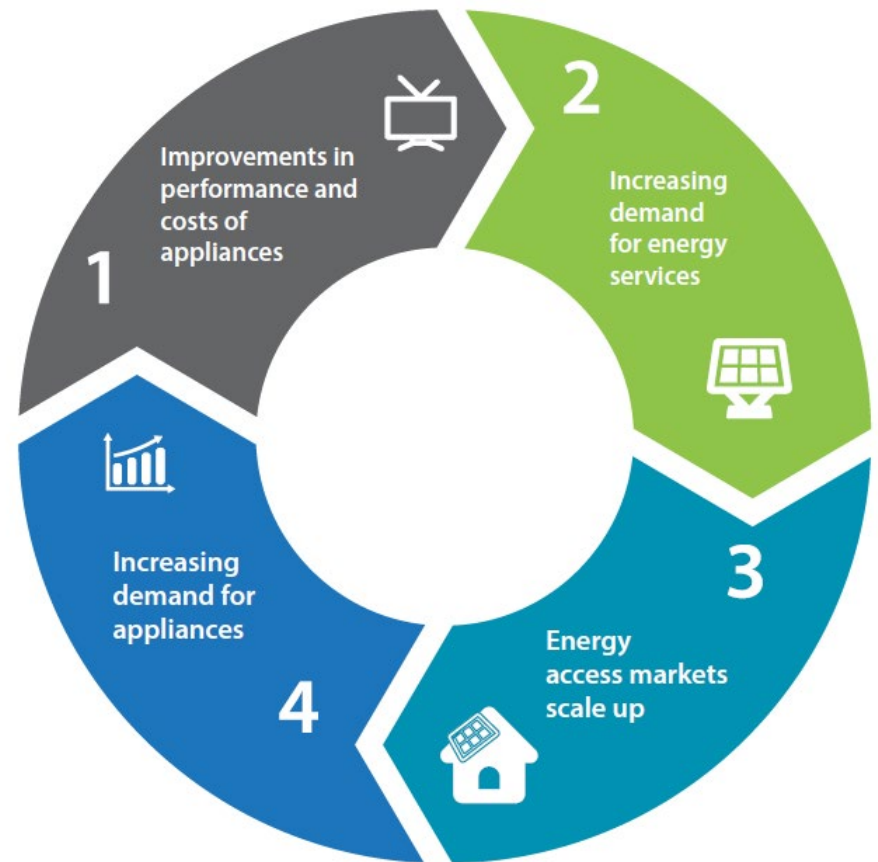 1
Improvements in
performance and
costs of
appliances
2
Increasing
demand
for energy
services
3
Energy
access markets
scale up
4
Increasing
demand for
appliances